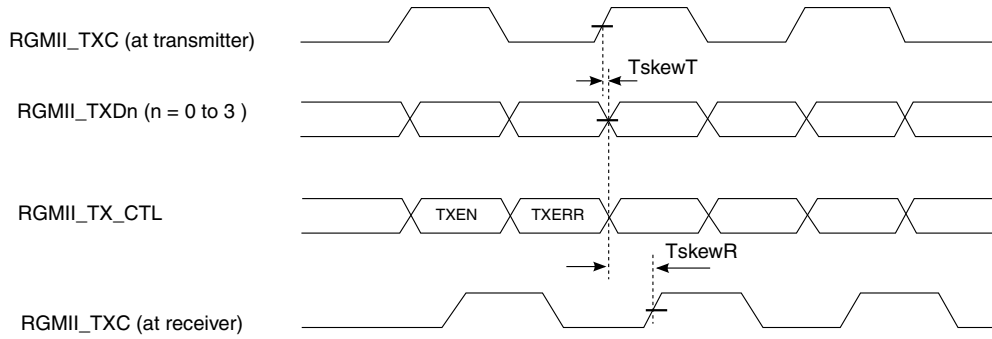 RGMII_TXC (at transmitter)
TskewT
RGMII_TXDn (n = 0 to 3 )
RGMII_TX_CTL
TXEN
TXERR
TskewR
RGMII_TXC (at receiver)